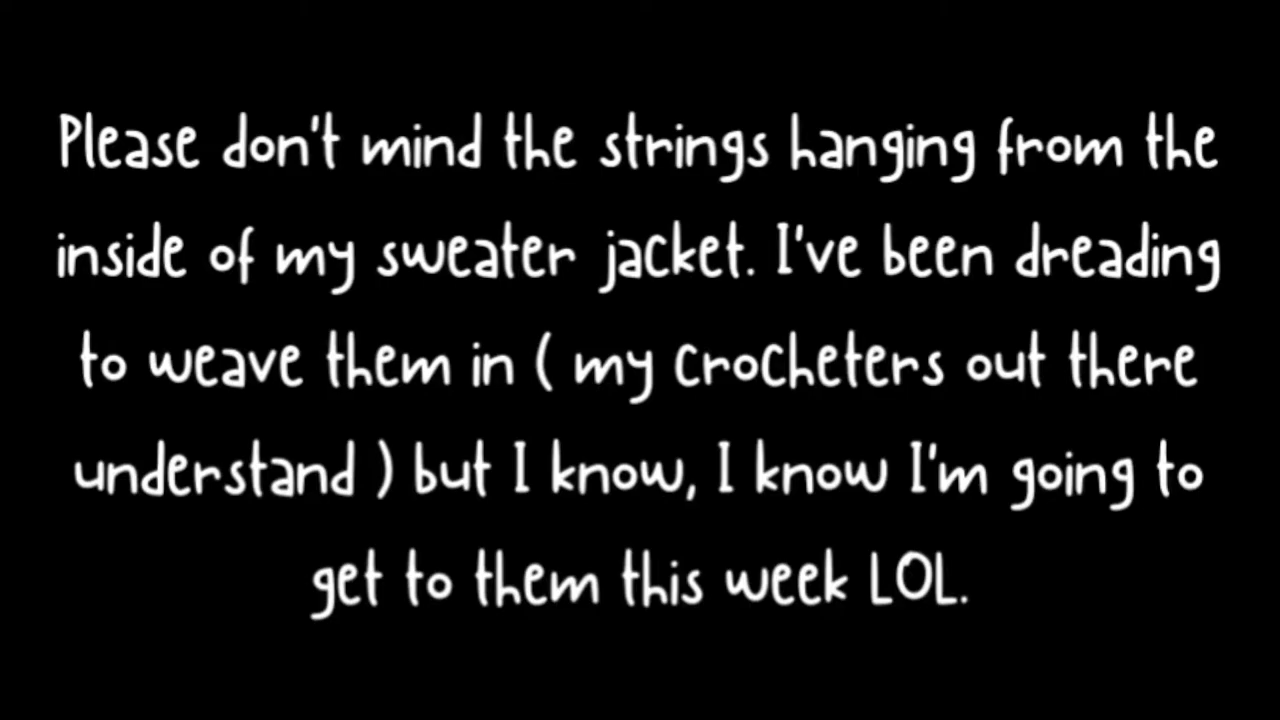 Please don't mind the strings hanging from the
inside of my sweater jacket. I've been dreading
to weave them in ( my crocheters out there
understand ) but I know, I know I'm going to
get to them this week LOL.